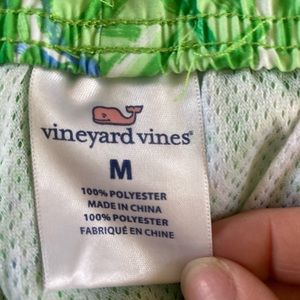 vineyard vines®
M
100% POLYESTER
MADE IN CHINA
100% POLYESTER
FABRIQUÉ EN CHINE